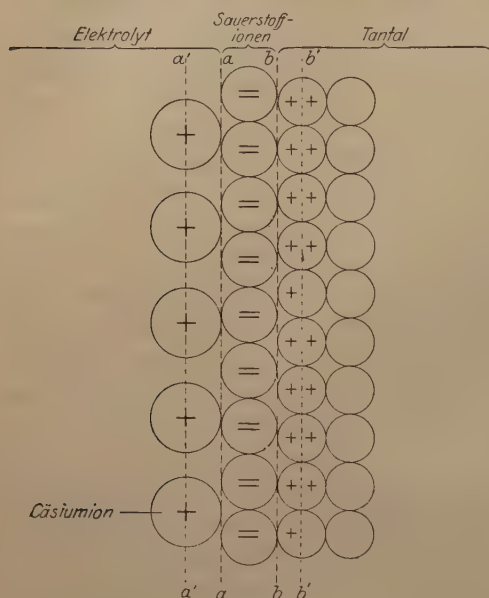 Elektrolyt
Sauerstoff-
ionen
Tantal
a' a b b'
= + +
+
= + +
= + +
+
= + +
+
+ =
+ +
=
+ +
+ = + +
= + +
Cäsiumion +
= +
a' a b b'